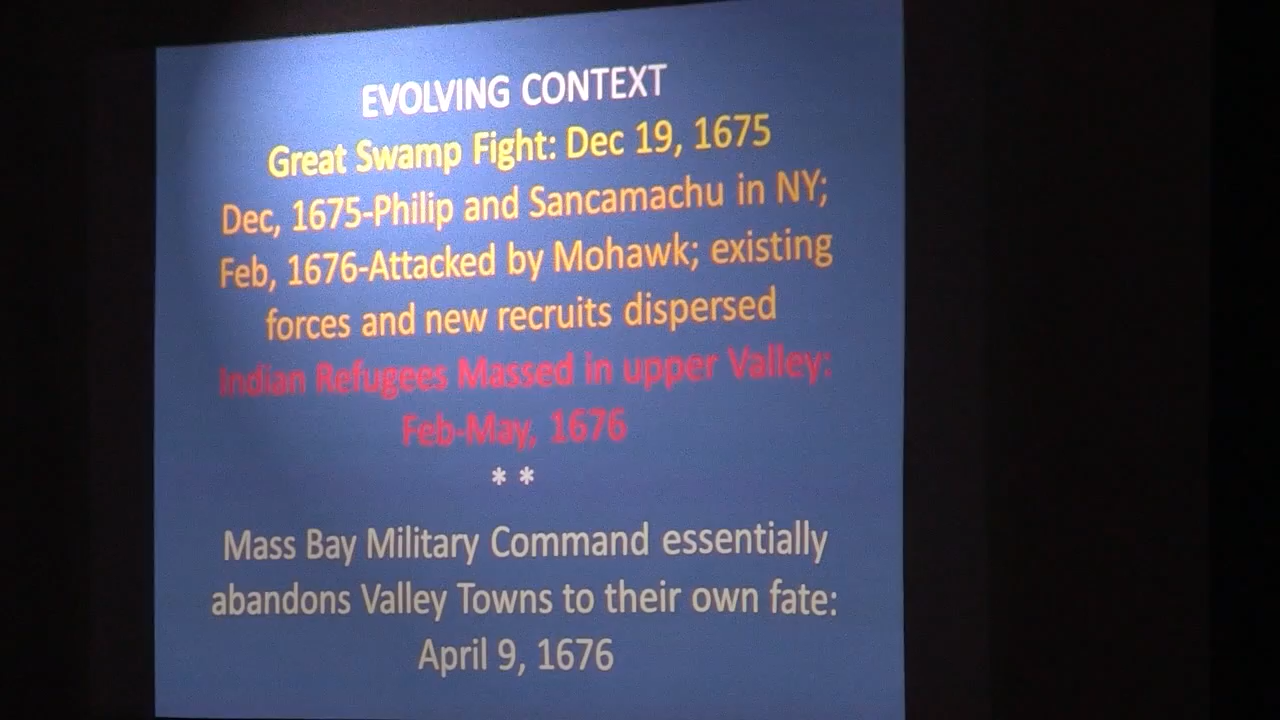 EVOLVING CONTEXT
Great Swamp Fight: Dec 19, 1675
Dec, 1675-Philip and Sancamachu in NY;
Feb, 1676-Attacked by Mohawk; existing
forces and new recruits dispersed
Indian Refugees Massed in upper Valley:
Feb-May, 1676
* *
Mass Bay Military Command essentially
abandons Valley Towns to their own fate:
April 9, 1676